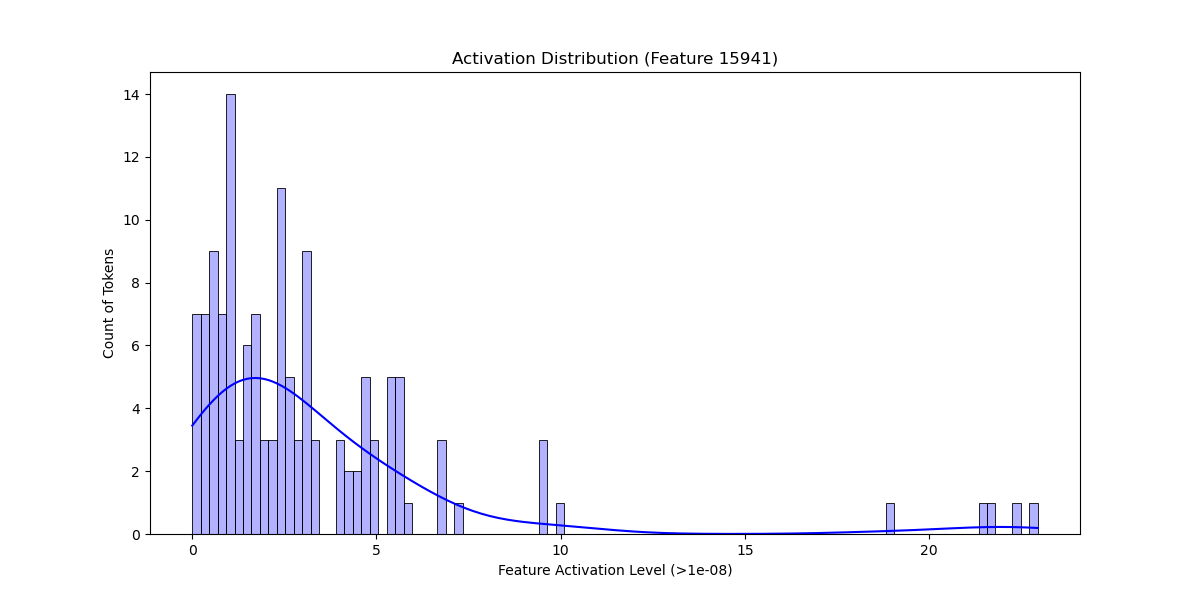 Activation Distribution (Feature 15941)
14
12
10
8
6
4
2
0
Count of Tokens
0 5 10 15 20
Feature Activation Level (>1e-08)